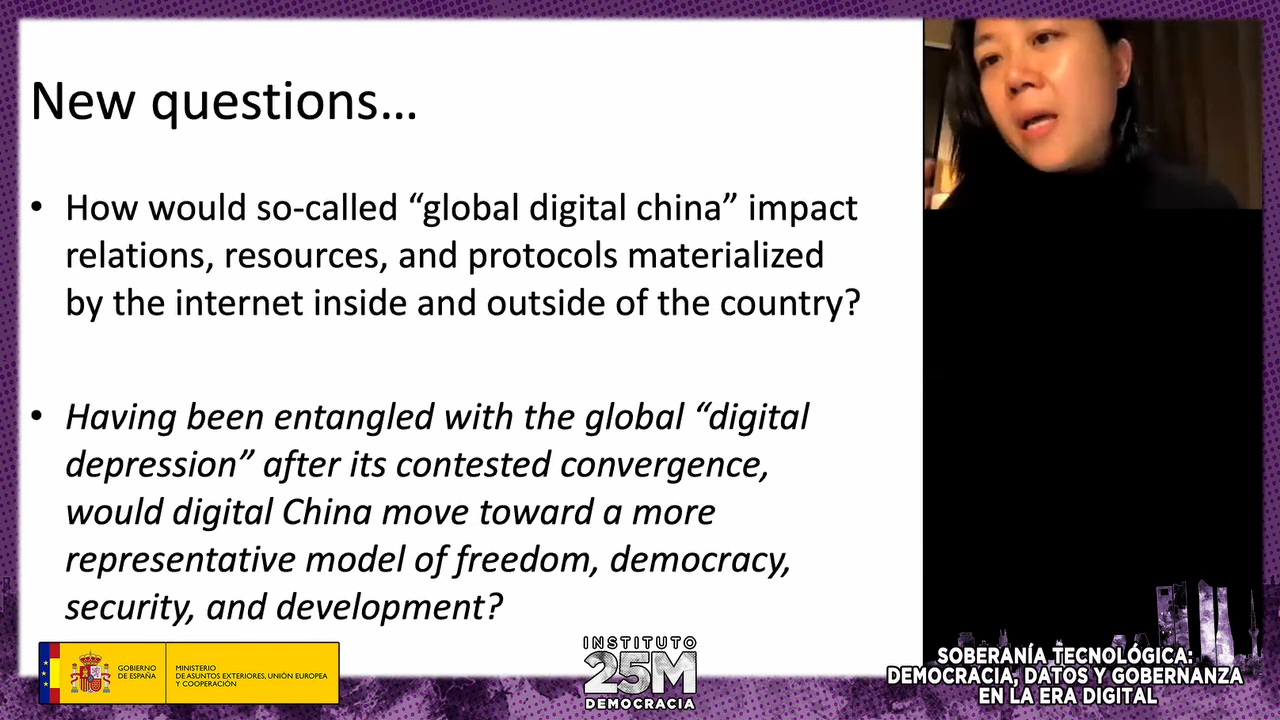 New questions...
• How would so-called “global digital china” impact
relations, resources, and protocols materialized
by the internet inside and outside of the country?
• Having been entangled with the global “digital
depression” after its contested convergence,
would digital China move toward a more
representative model of freedom, democracy,
security, and development?
GOBIERNO
DE ESPAÑA
MINISTERIO
DE ASUNTOS EXTERIORES, UNIÓN EUROPEA
Y COOPERACIÓN
INSTITUTO
25M
DEMOCRACIA
SOBERANÍA TECNOLÓGICA:
DEMOCRACIA, DATOS Y GOBERNANZA
EN LA ERA DIGITAL